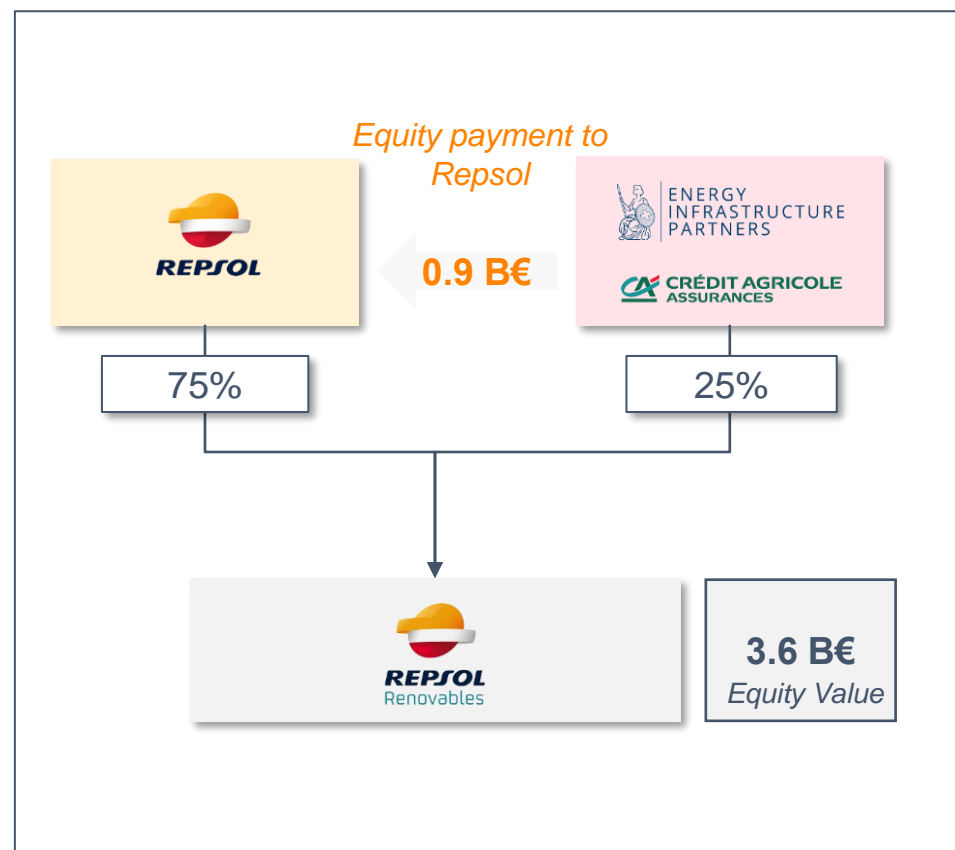 Equity payment to
Repsol
REPSOL
0.9 B€
ENERGY
INFRASTRUCTURE
PARTNERS
CA CRÉDIT AGRICOLE
ASSURANCES
75%
25%
REPSOL
Renovables
3.6 B€
Equity Value